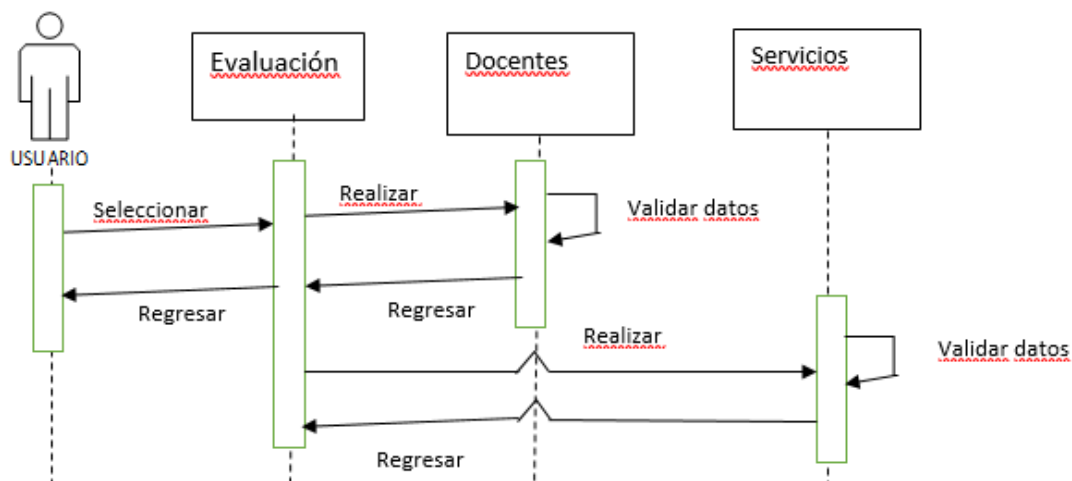 Evaluación
Docentes
Servicios
USUARIO
Seleccionar
Realizar
Validar datos
Regresar
Regresar
Realizar
Validar datos
Regresar